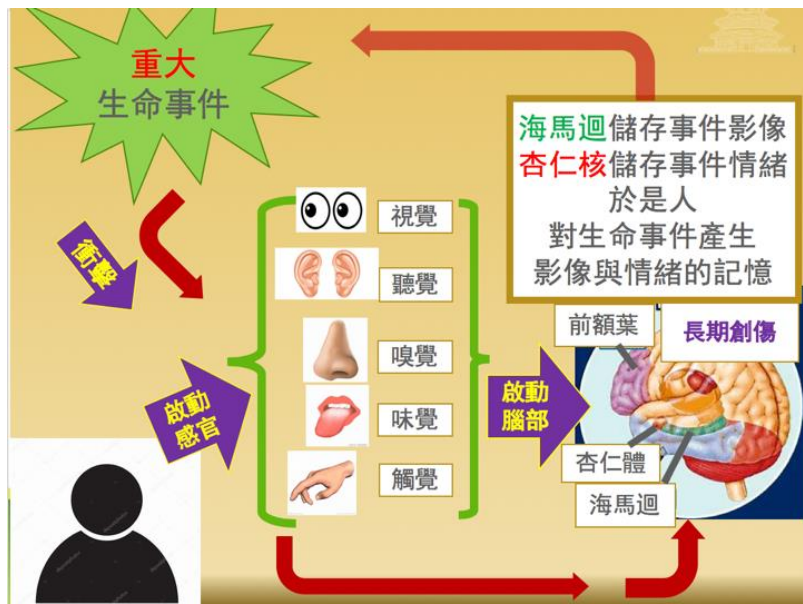 重大
生命事件
衝擊
啟動
感官
視覺
聽覺
嗅覺
味覺
觸覺
啟動
腦部
海馬迴儲存事件影像
杏仁核儲存事件情緒
於是人
對生命事件產生
影像與情緒的記憶
前額葉
長期創傷
杏仁體
海馬迴